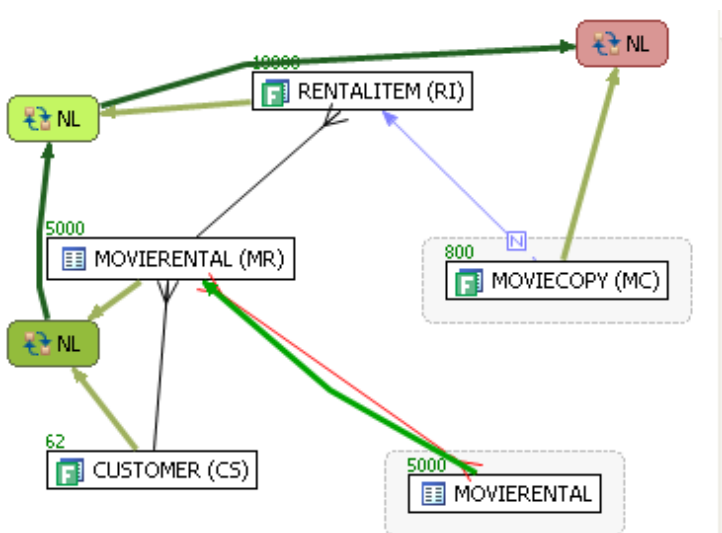 NL
10000
RENTALITEM (RI)
NL
5000
MOVIERENTAL (MR)
N
800
MOVIECOPY (MC)
NL
62
CUSTOMER (CS)
5000
MOVIERENTAL